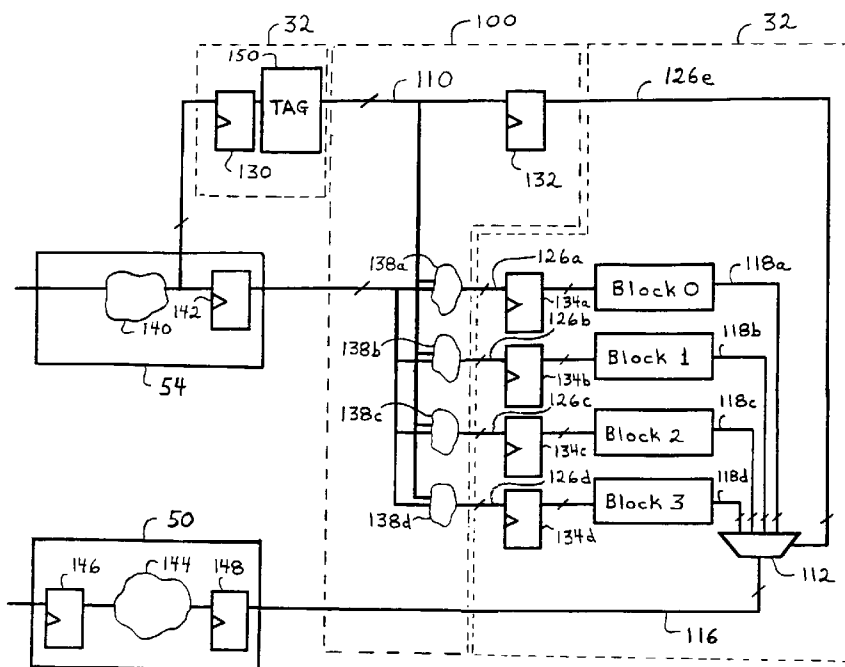 32
100
32
150
110
126e
TAG
130
132
138a
126a
118a
Block 0
142
134a
140
126b
118b
138b
Block 1
54
134b
126c
118c
138c
Block 2
134c
126d
118d
50
Block 3
138d
134d
146
144
148
112
116